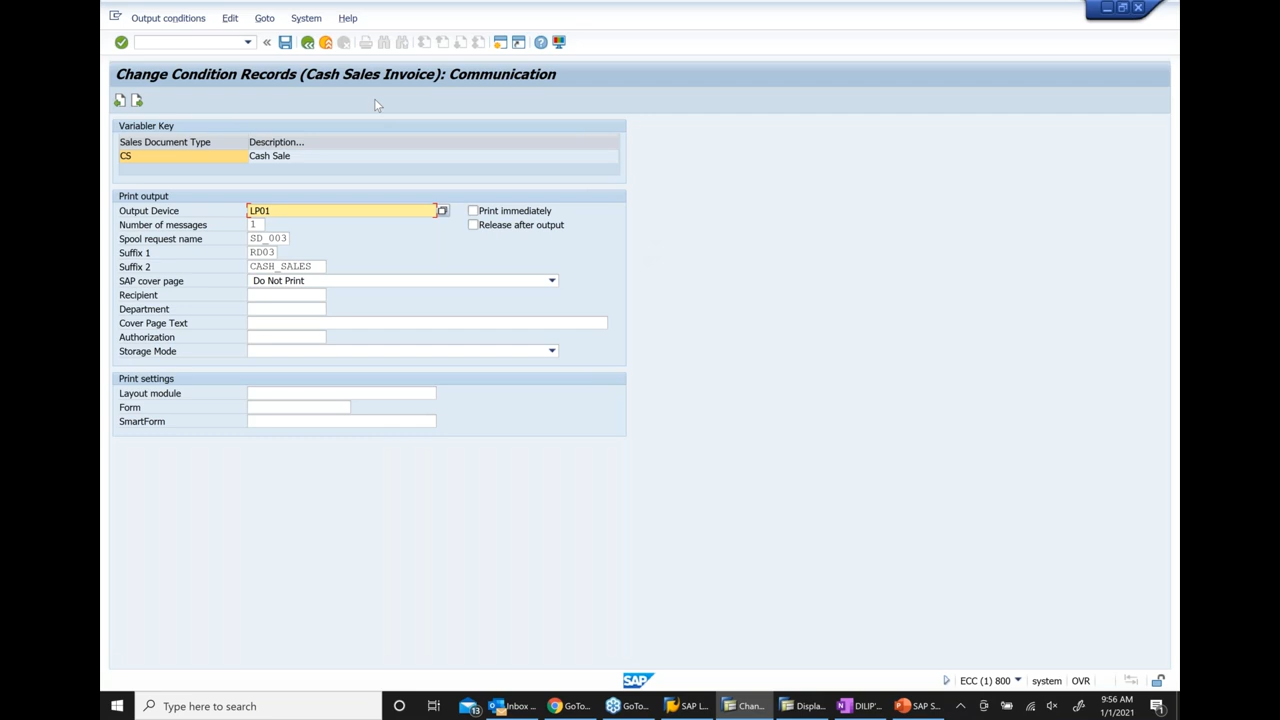 Output conditions Edit Goto System Help
Change Condition Records (Cash Sales Invoice): Communication
Variabler Key
Sales Document Type Description...
CS Cash Sale
Print output
Output Device LP01 Print immediately
Number of messages 1 Release after output
Spool request name SD_003
Suffix 1 RD03
Suffix 2 CASH_SALES
SAP cover page Do Not Print
Recipient
Department
Cover Page Text
Authorization
Storage Mode
Print settings
Layout module
Form
SmartForm
SAP ECC (1) 800 system OVR
Type here to search 13 Inbox ... GoTo... GoTo... SAP L... Chan... Displa... DILIP'... SAP S... 9:56 AM
1/1/2021 1